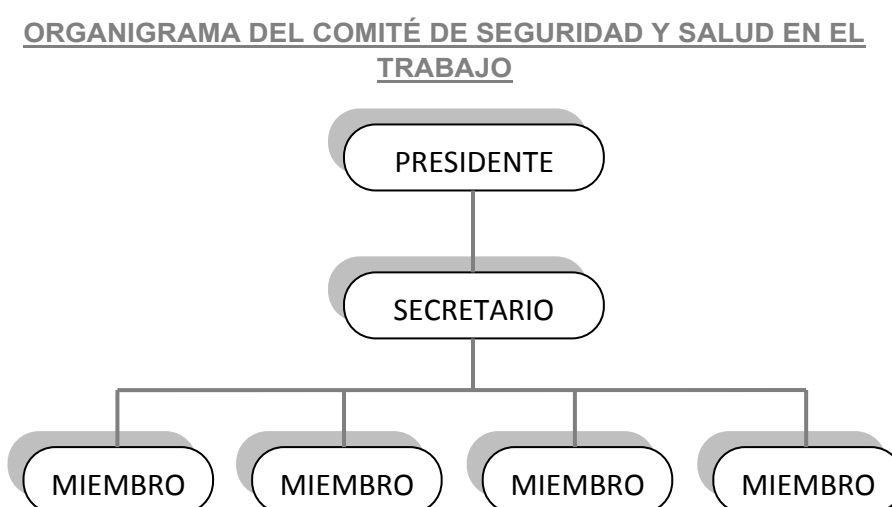 ORGANIGRAMA DEL COMITÉ DE SEGURIDAD Y SALUD EN EL
TRABAJO
PRESIDENTE
SECRETARIO
MIEMBRO MIEMBRO MIEMBRO MIEMBRO